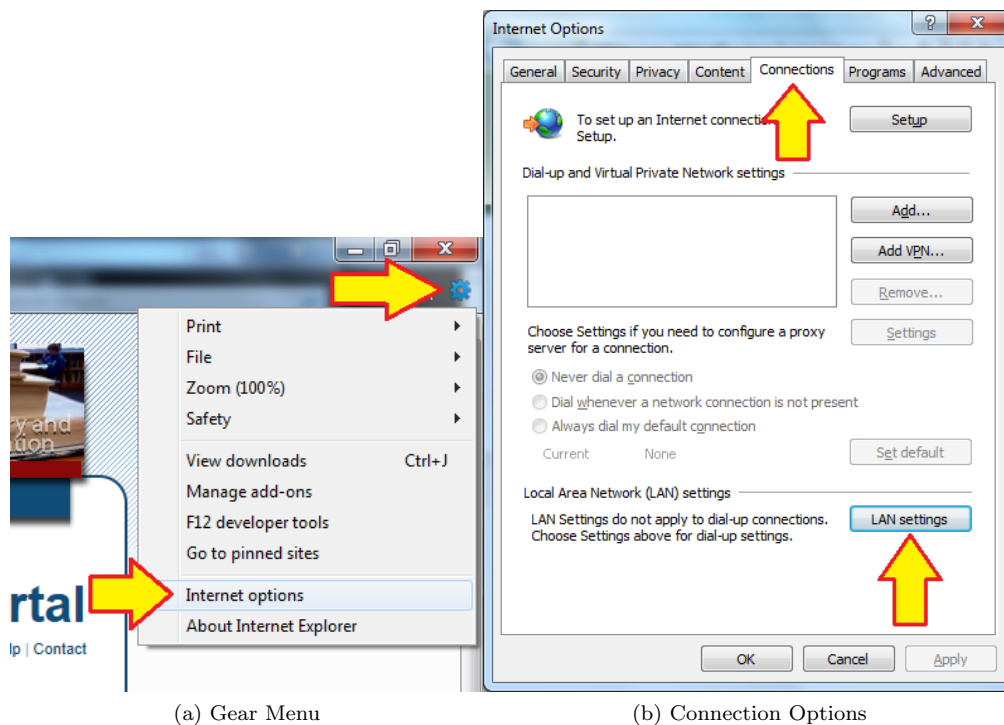 Print
File
Zoom (100%)
Safety
View downloads Ctrl+J
Manage add-ons
F12 developer tools
Go to pinned sites
Internet options
About Internet Explorer
y and
rtal
lp | Contact
(a) Gear Menu
Internet Options
General Security Privacy Content Connections Programs Advanced
To set up an Internet
Setup.
Setup
Dial-up and Virtual Private Network settings
Add...
Add VPN...
Remove...
Choose Settings if you need to configure a proxy
server for a connection.
Settings
Never dial a connection
Dial whenever a network connection is not present
Always dial my default connection
Current None
Set default
Local Area Network (LAN) settings
LAN Settings do not apply to dial-up connections.
Choose Settings above for dial-up settings.
LAN settings
OK Cancel Apply
(b) Connection Options